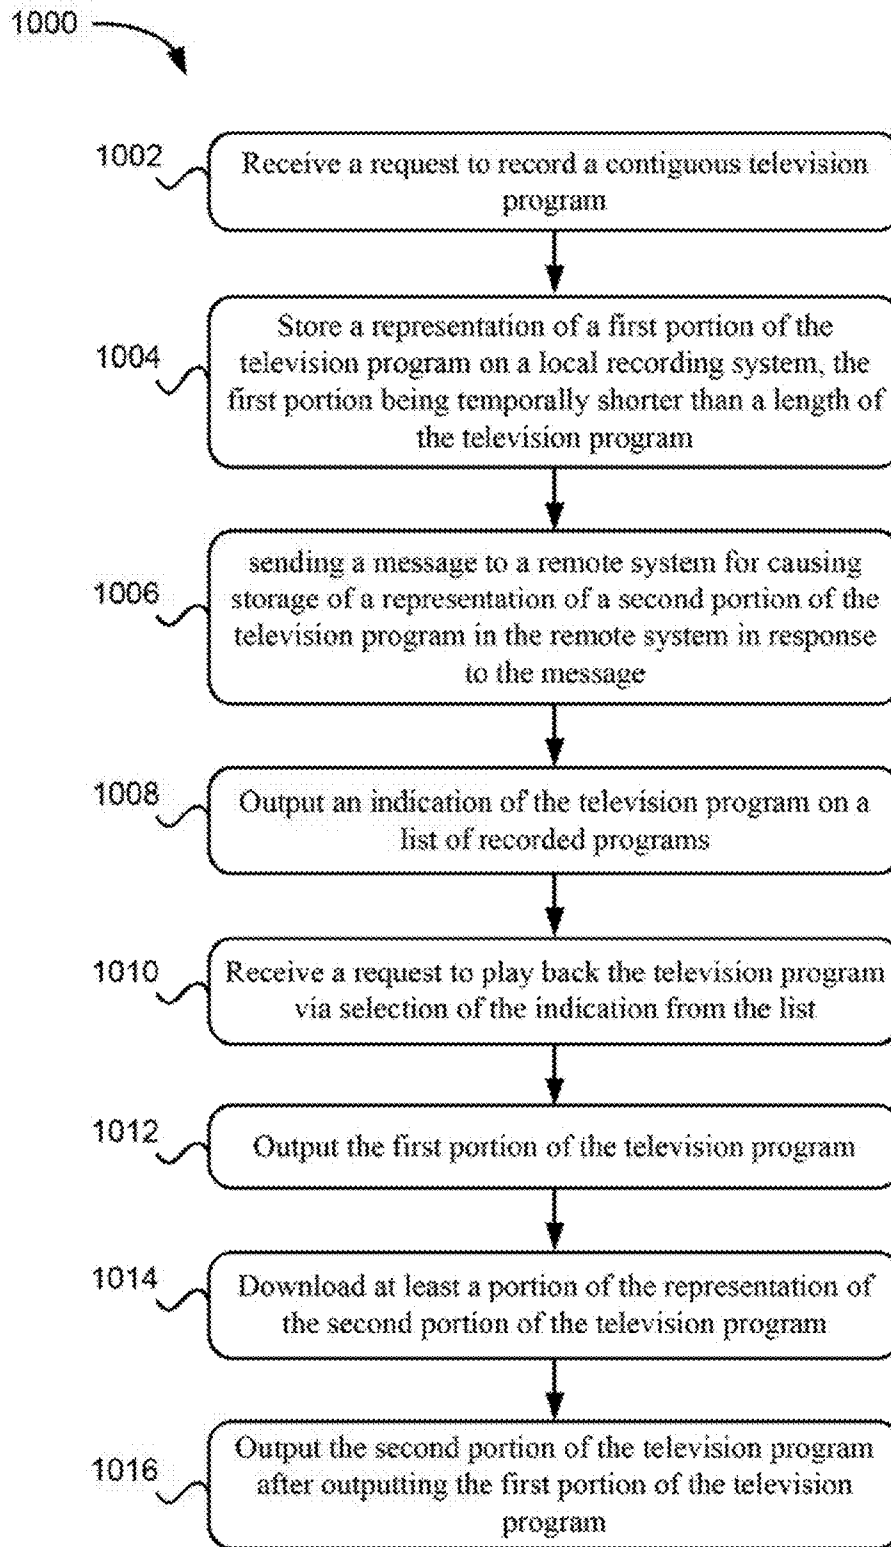 1000
1002
Receive a request to record a contiguous television
program
1004
Store a representation of a first portion of the
television program on a local recording system, the
first portion being temporally shorter than a length of
the television program
1006
sending a message to a remote system for causing
storage of a representation of a second portion of the
television program in the remote system in response
to the message
1008
Output an indication of the television program on a
list of recorded programs
1010
Receive a request to play back the television program
via selection of the indication from the list
1012
Output the first portion of the television program
1014
Download at least a portion of the representation of
the second portion of the television program
1016
Output the second portion of the television program
after outputting the first portion of the television
program